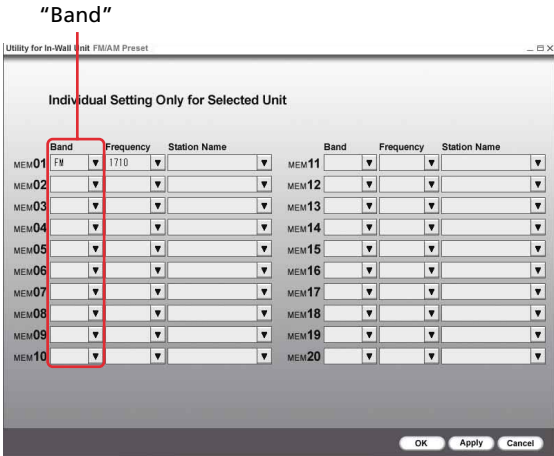 "Band"
Utility for In-Wall Unit FM/AM Preset
Individual Setting Only for Selected Unit
Band Frequency Station Name Band Frequency Station Name
MEM01 FM 1710 MEM11
MEM02 MEM12
MEM03 MEM13
MEM04 MEM14
MEM05 MEM15
MEM06 MEM16
MEM07 MEM17
MEM08 MEM18
MEM09 MEM19
MEM10 MEM20
OK Apply Cancel